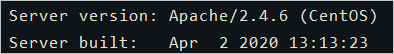 Server version: Apache/2.4.6 (CentOS)
Server built:   Apr  2 2020 13:13:23